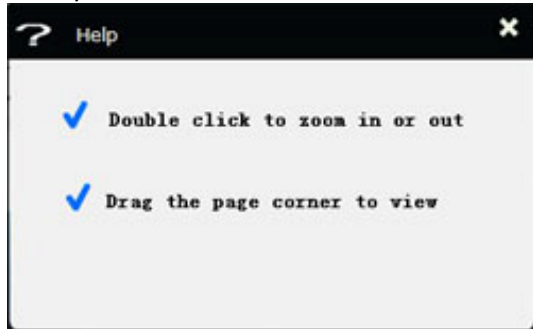 Help
Double click to zoom in or out
Drag the page corner to view